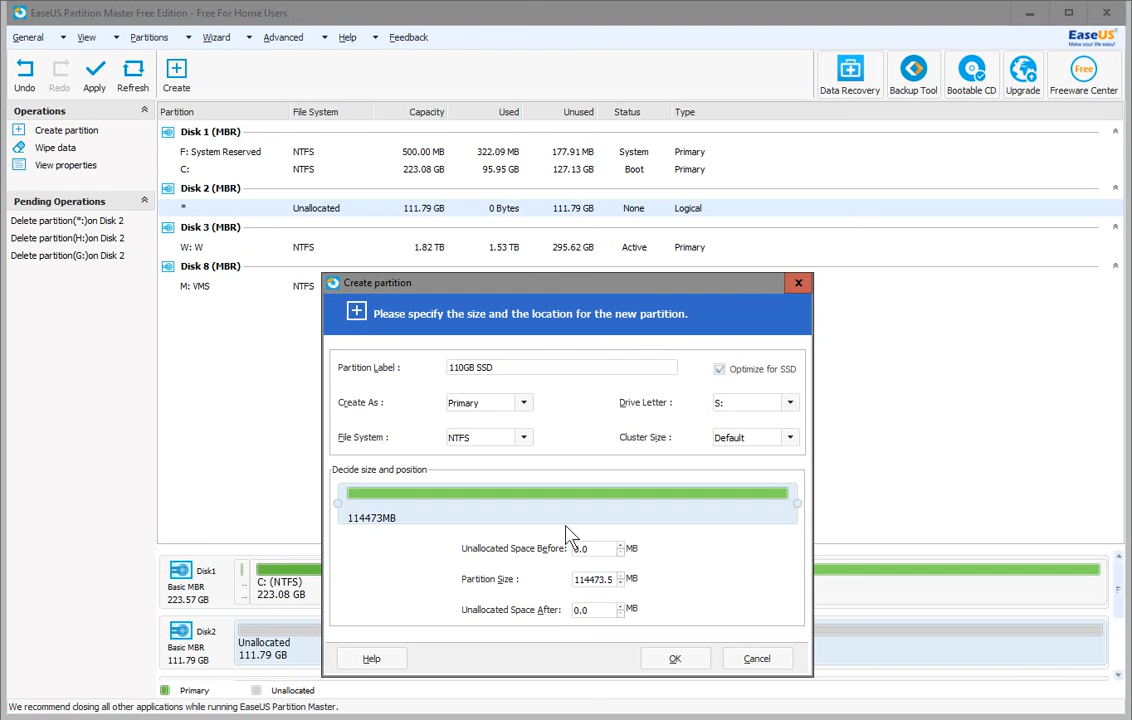 EaseUS Partition Master Free Edition - Free For Home Users
General View Partitions Wizard Advanced Help Feedback
EaseUS
Make your life easy!
Undo Redo Apply Refresh Create Data Recovery Backup Tool Bootable CD Upgrade Free Freeware Center
Operations
Create partition
Wipe data
View properties
Pending Operations
Delete partition(*:)on Disk 2
Delete partition(H:)on Disk 2
Delete partition(G:)on Disk 2
Partition File System Capacity Used Unused Status Type
Disk 1 (MBR)
F: System Reserved NTFS 500.00 MB 322.09 MB 177.91 MB System Primary
C: NTFS 223.08 GB 95.95 GB 127.13 GB Boot Primary
Disk 2 (MBR)
* Unallocated 111.79 GB 0 Bytes 111.79 GB None Logical
Disk 3 (MBR)
W: W NTFS 1.82 TB 1.53 TB 295.62 GB Active Primary
Disk 8 (MBR)
M: VMS NTFS
Create partition
Please specify the size and the location for the new partition.
Partition Label : 110GB SSD Optimize for SSD
Create As : Primary Drive Letter : S:
File System : NTFS Cluster Size : Default
Decide size and position
114473MB
Unallocated Space Before: 0.0 MB
Partition Size : 114473.5 MB
Unallocated Space After: 0.0 MB
Help OK Cancel
Disk1
Basic MBR
223.57 GB
..
..
C: (NTFS)
223.08 GB
Disk2
Basic MBR
111.79 GB
Unallocated
111.79 GB
Primary Unallocated
We recommend closing all other applications while running EaseUS Partition Master.